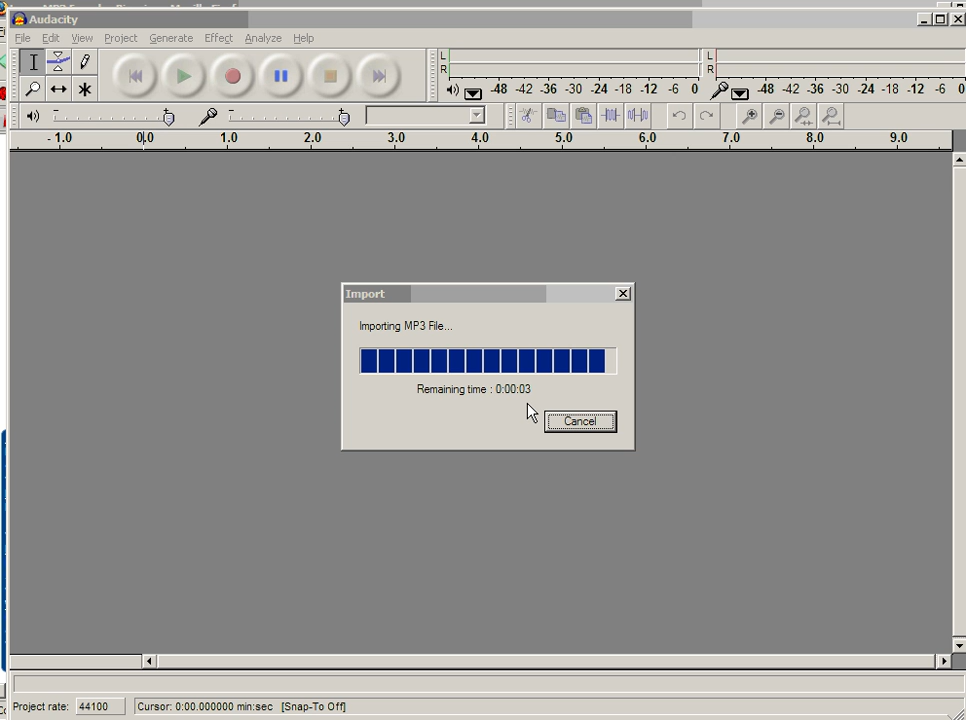 Audacity
File Edit View Project Generate Effect Analyze Help
L
R
-48 -42 -36 -30 -24 -18 -12 -6 0
L
R
-48 -42 -36 -30 -24 -18 -12 -6 0
- 1.0 0.0 1.0 2.0 3.0 4.0 5.0 6.0 7.0 8.0 9.0
Import
Importing MP3 File...
Remaining time : 0:00:03
Cancel
Project rate: 44100 Cursor: 0:00.000000 min:sec [Snap-To Off]